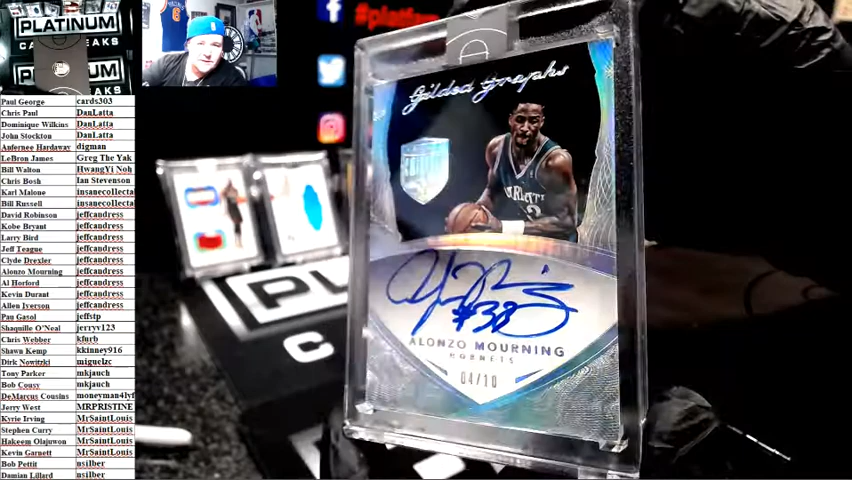 PLATINUM
CARD BREAKS
#platinum
Paul George cards303
Chris Paul DanLatta
Dominique Wilkins DanLatta
John Stockton DanLatta
Anfernee Hardaway digman
LeBron James Greg The Yak
Bill Walton HwangYi Noh
Chris Bosh Ian Stevenson
Karl Malone insanecollecta
Bill Russell insanecollecta
David Robinson jeffcandress
Kobe Bryant jeffcandress
Larry Bird jeffcandress
Jeff Teague jeffcandress
Clyde Drexler jeffcandress
Alonzo Mourning jeffcandress
Al Horford jeffcandress
Kevin Durant jeffcandress
Allen Iverson jeffcandress
Pau Gasol jeffstp
Shaquille O'Neal jerryv123
Chris Webber kfurb
Shawn Kemp kkinney916
Dirk Nowitzki miguelzc
Tony Parker mkjauch
Bob Cousy mkjauch
DeMarcus Cousins moneyman4lyf
Jerry West MRPRISTINE
Kyrie Irving MrSaintLouis
Stephen Curry MrSaintLouis
Hakeem Olajuwon MrSaintLouis
Kevin Garnett MrSaintLouis
Bob Pettit nsilber
Damian Lillard nsilber
Gilded Graphs
#33
ALONZO MOURNING
HORNETS
04/10